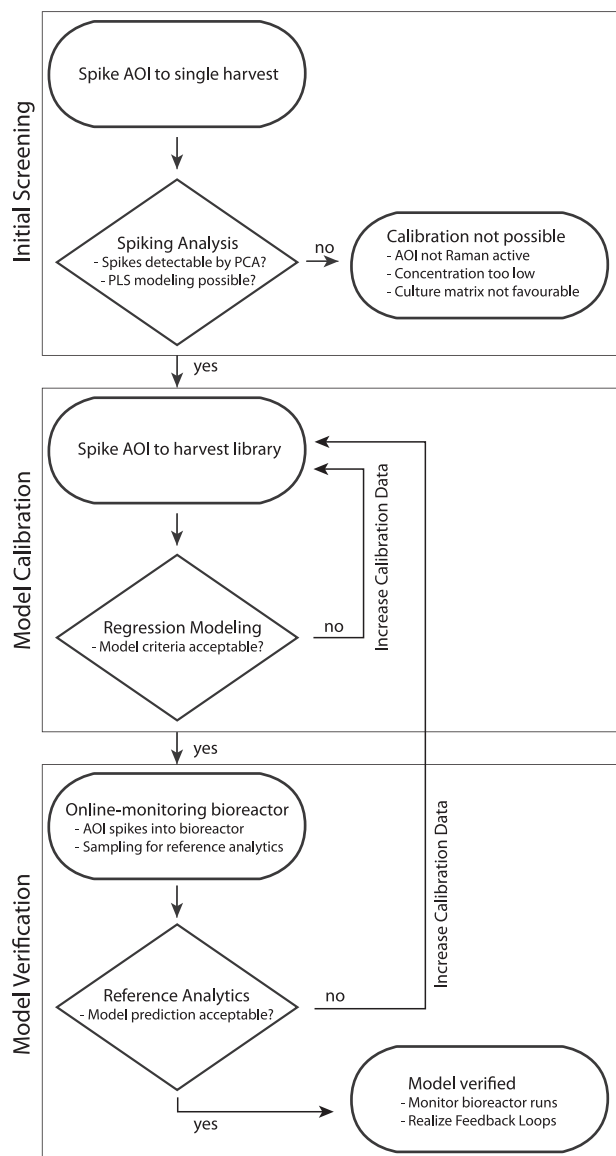 Initial Screening
Spike AOI to single harvest
Spiking Analysis
- Spikes detectable by PCA?
- PLS modeling possible?
no
Calibration not possible
- AOI not Raman active
- Concentration too low
- Culture matrix not favourable
yes
Model Calibration
Spike AOI to harvest library
Regression Modeling
- Model criteria acceptable?
no
Increase Calibration Data
yes
Model Verification
Online-monitoring bioreactor
- AOI spikes into bioreactor
- Sampling for reference analytics
Reference Analytics
- Model prediction acceptable?
no
Increase Calibration Data
yes
Model verified
- Monitor bioreactor runs
- Realize Feedback Loops